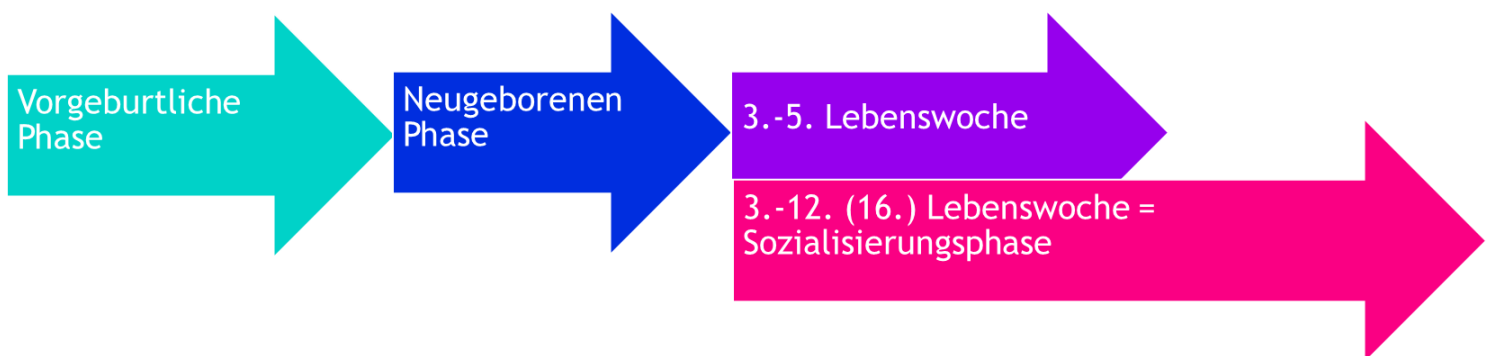 Vorgeburtliche
Phase
Neugeborenen
Phase
3.-5. Lebenswoche
3.-12. (16.) Lebenswoche =
Sozialisierungsphase